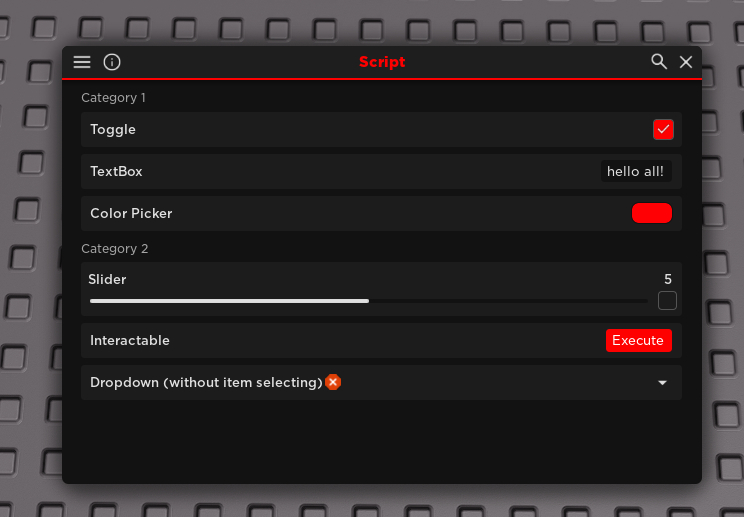 Script
Category 1
Toggle
TextBox hello all!
Color Picker
Category 2
Slider 5
Interactable Execute
Dropdown (without item selecting)